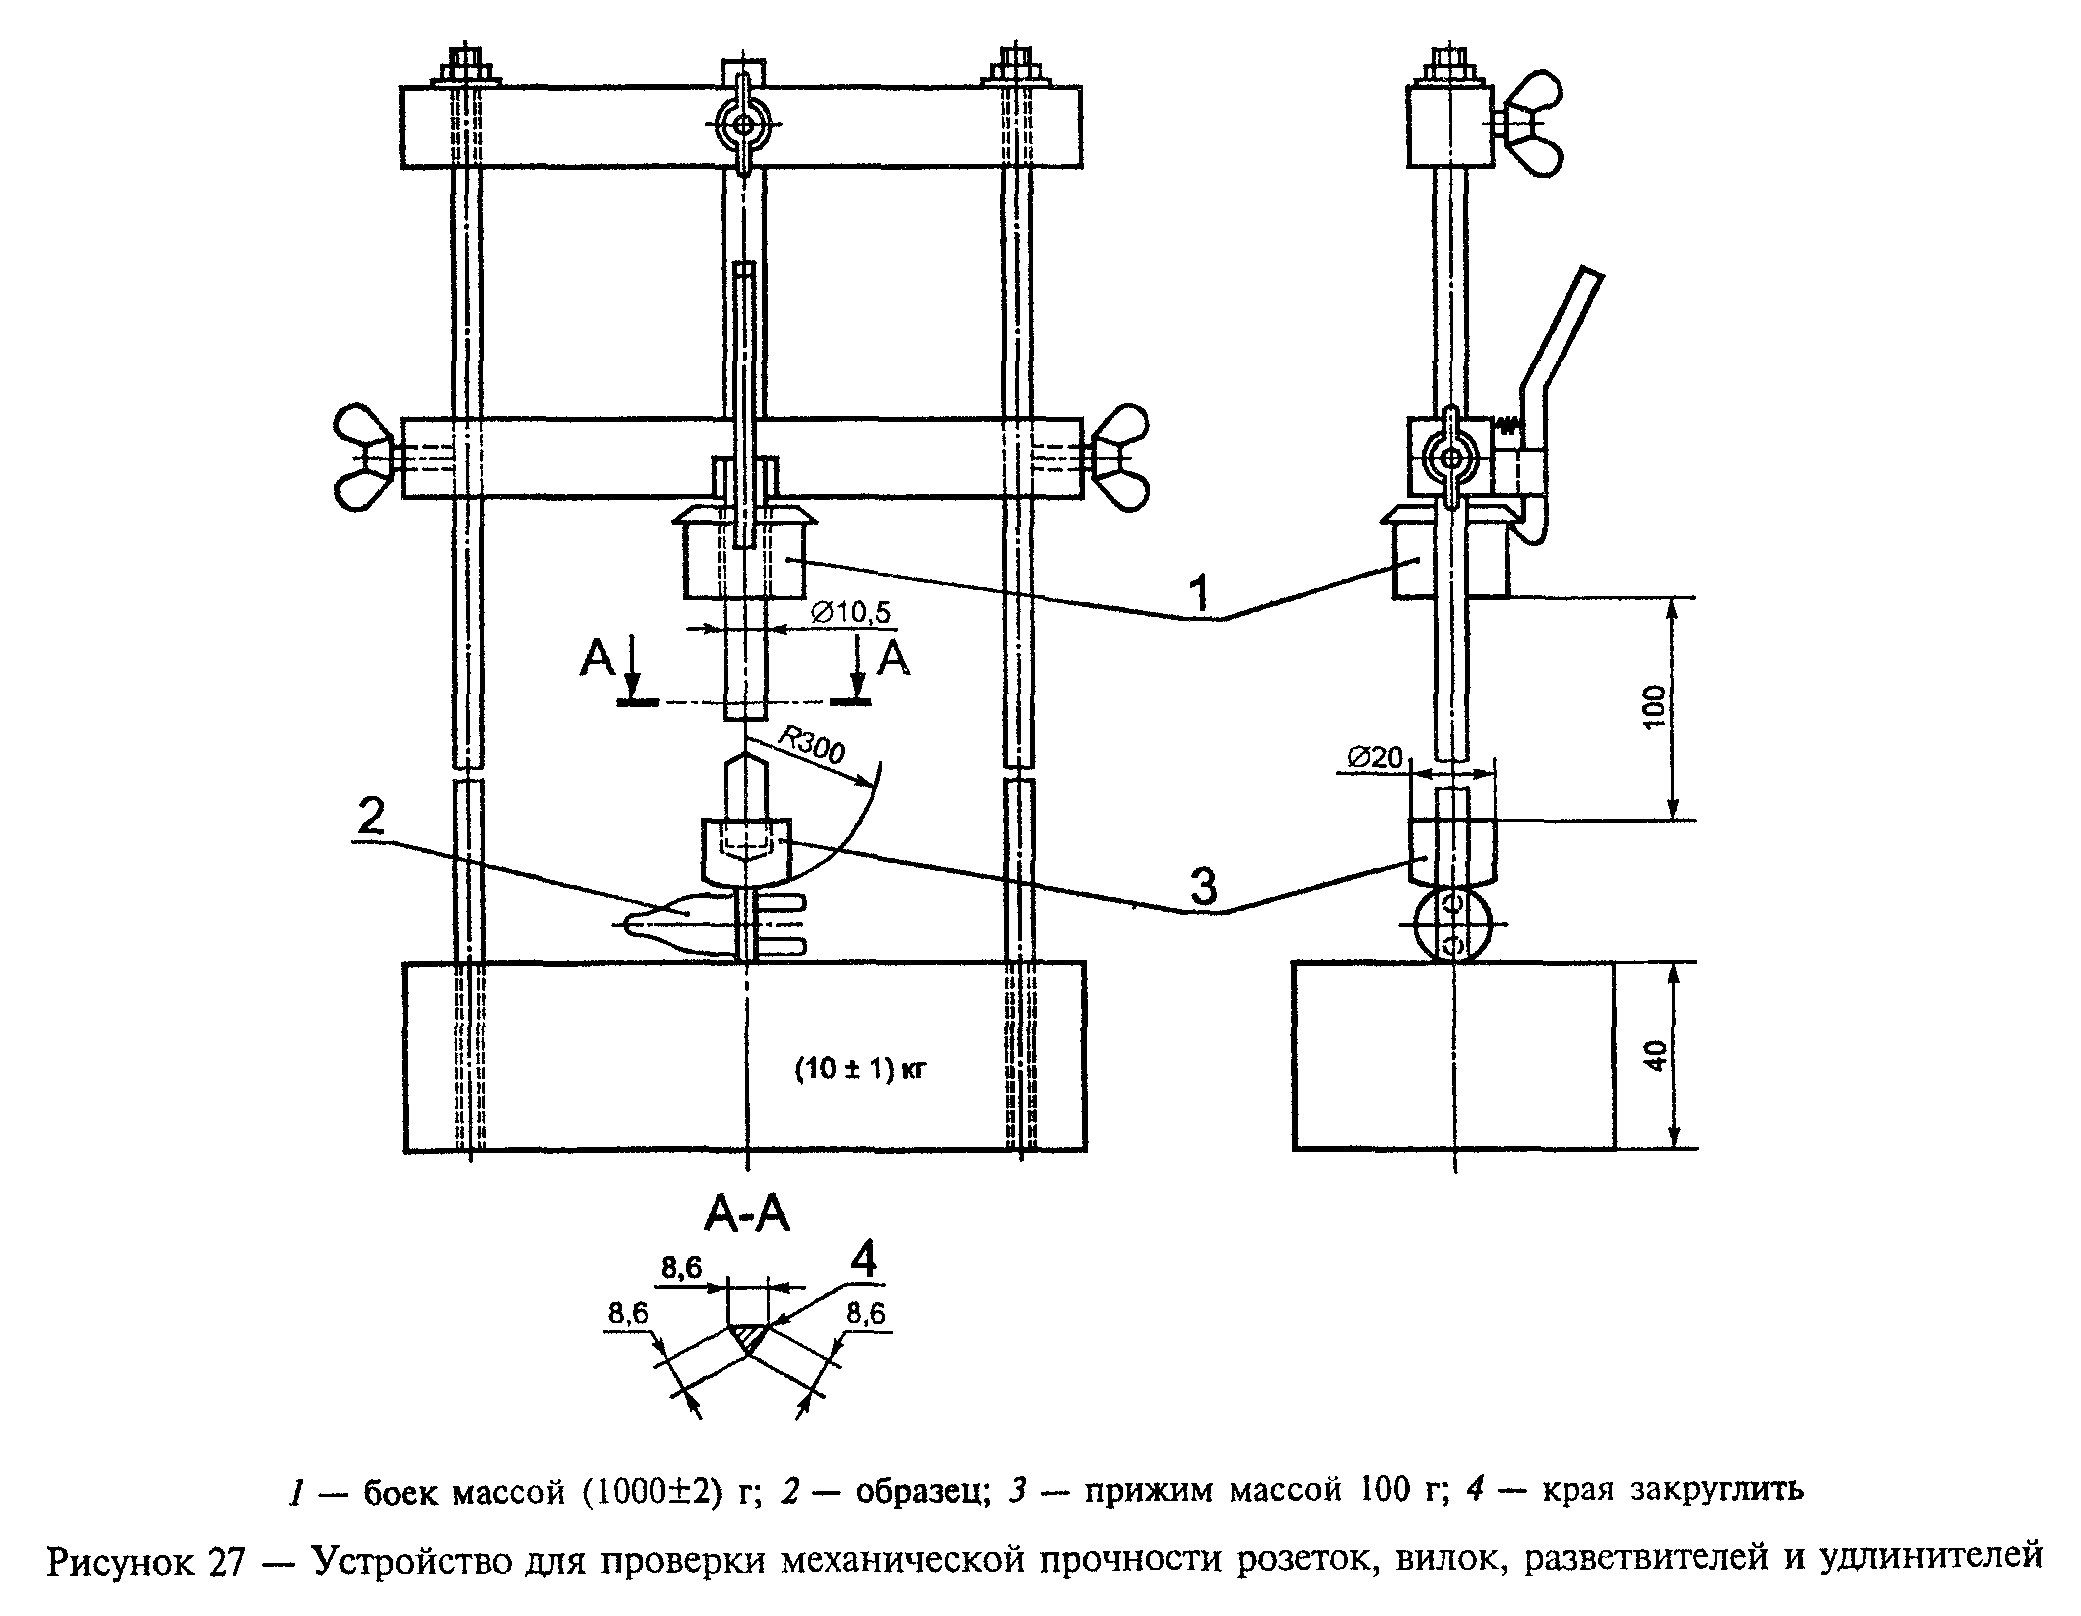 1
⌀10,5
А А
R300
100
⌀20
2
3
(10 ± 1) кг
40
А-А
8,6
4
8,6 8,6
1 — боек массой (1000±2) г; 2 — образец; 3 — прижим массой 100 г; 4 — края закруглить
Рисунок 27 — Устройство для проверки механической прочности розеток, вилок, разветвителей и удлинителей